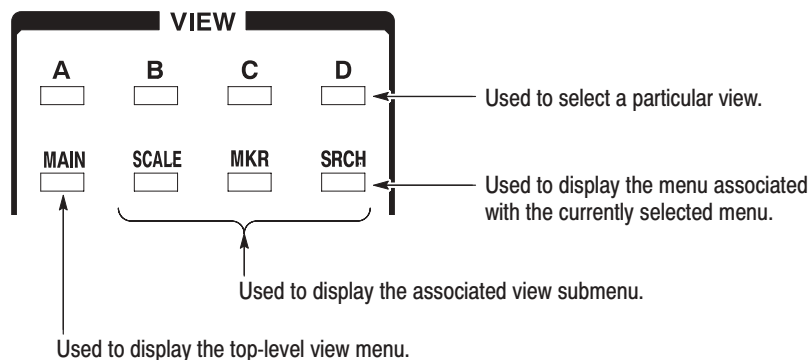 VIEW
A B C D
Used to select a particular view.
MAIN SCALE MKR SRCH
Used to display the menu associated
with the currently selected menu.
Used to display the associated view submenu.
Used to display the top-level view menu.